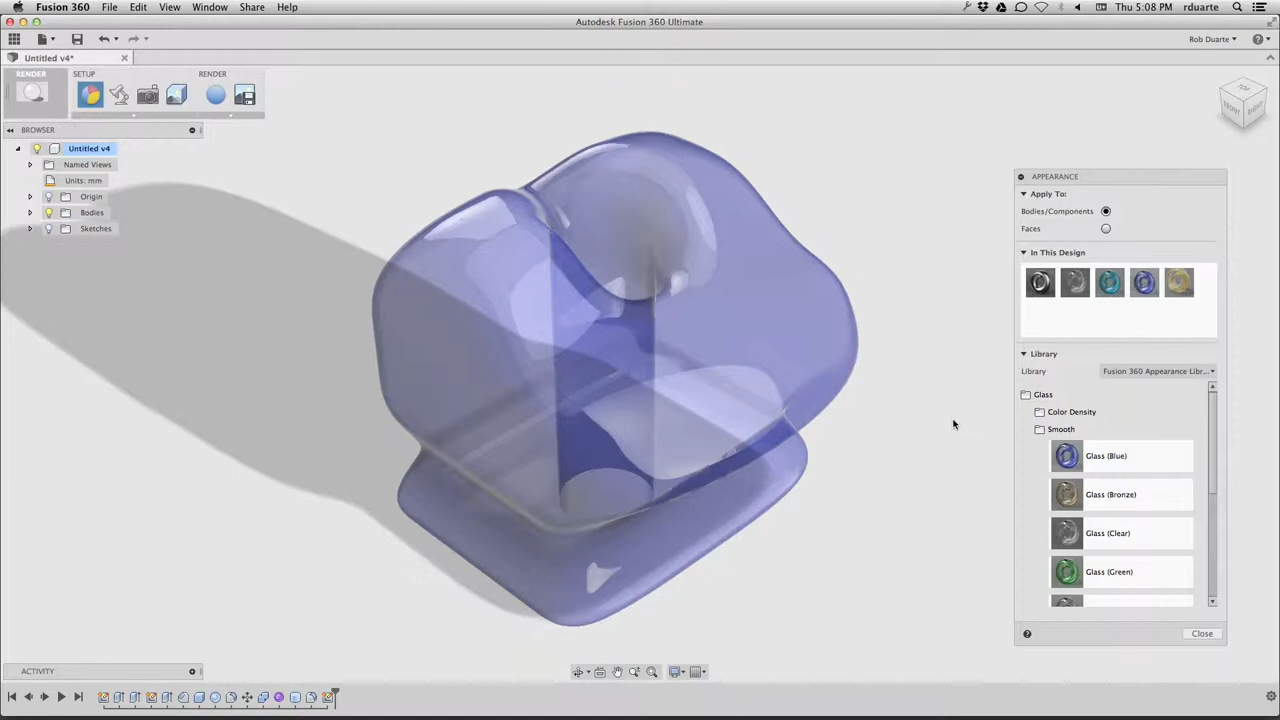 Fusion 360 File Edit View Window Share Help Thu 5:08 PM rduarte
Autodesk Fusion 360 Ultimate
Rob Duarte
Untitled v4*
RENDER SETUP RENDER
BROWSER
Untitled v4
Named Views
Units: mm
Origin
Bodies
Sketches
TOP
FRONT RIGHT
APPEARANCE
Apply To:
Bodies/Components
Faces
In This Design
Library
Library Fusion 360 Appearance Libr...
Glass
Color Density
Smooth
Glass (Blue)
Glass (Bronze)
Glass (Clear)
Glass (Green)
Close
ACTIVITY